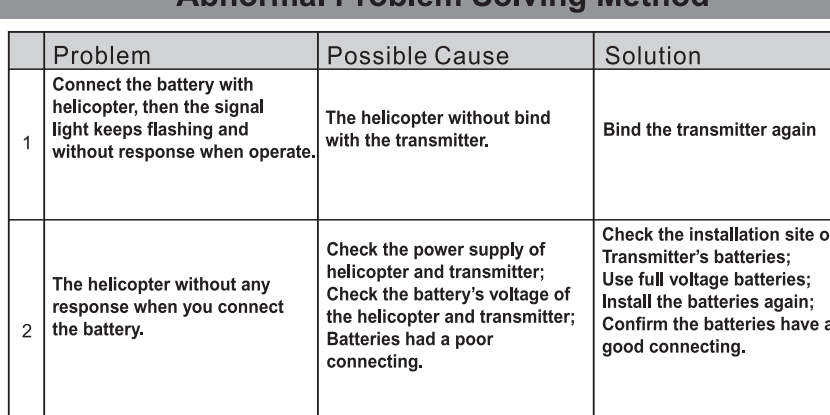 Abnormal Problem Solving Method
Problem
Possible Cause
Solution
1
Connect the battery with
helicopter, then the signal
light keeps flashing and
without response when operate.
The helicopter without bind
with the transmitter.
Bind the transmitter again
2
The helicopter without any
response when you connect
the battery.
Check the power supply of
helicopter and transmitter;
Check the battery's voltage of
the helicopter and transmitter;
Batteries had a poor
connecting.
Check the installation site o
Transmitter's batteries;
Use full voltage batteries;
Install the batteries again;
Confirm the batteries have a
good connecting.